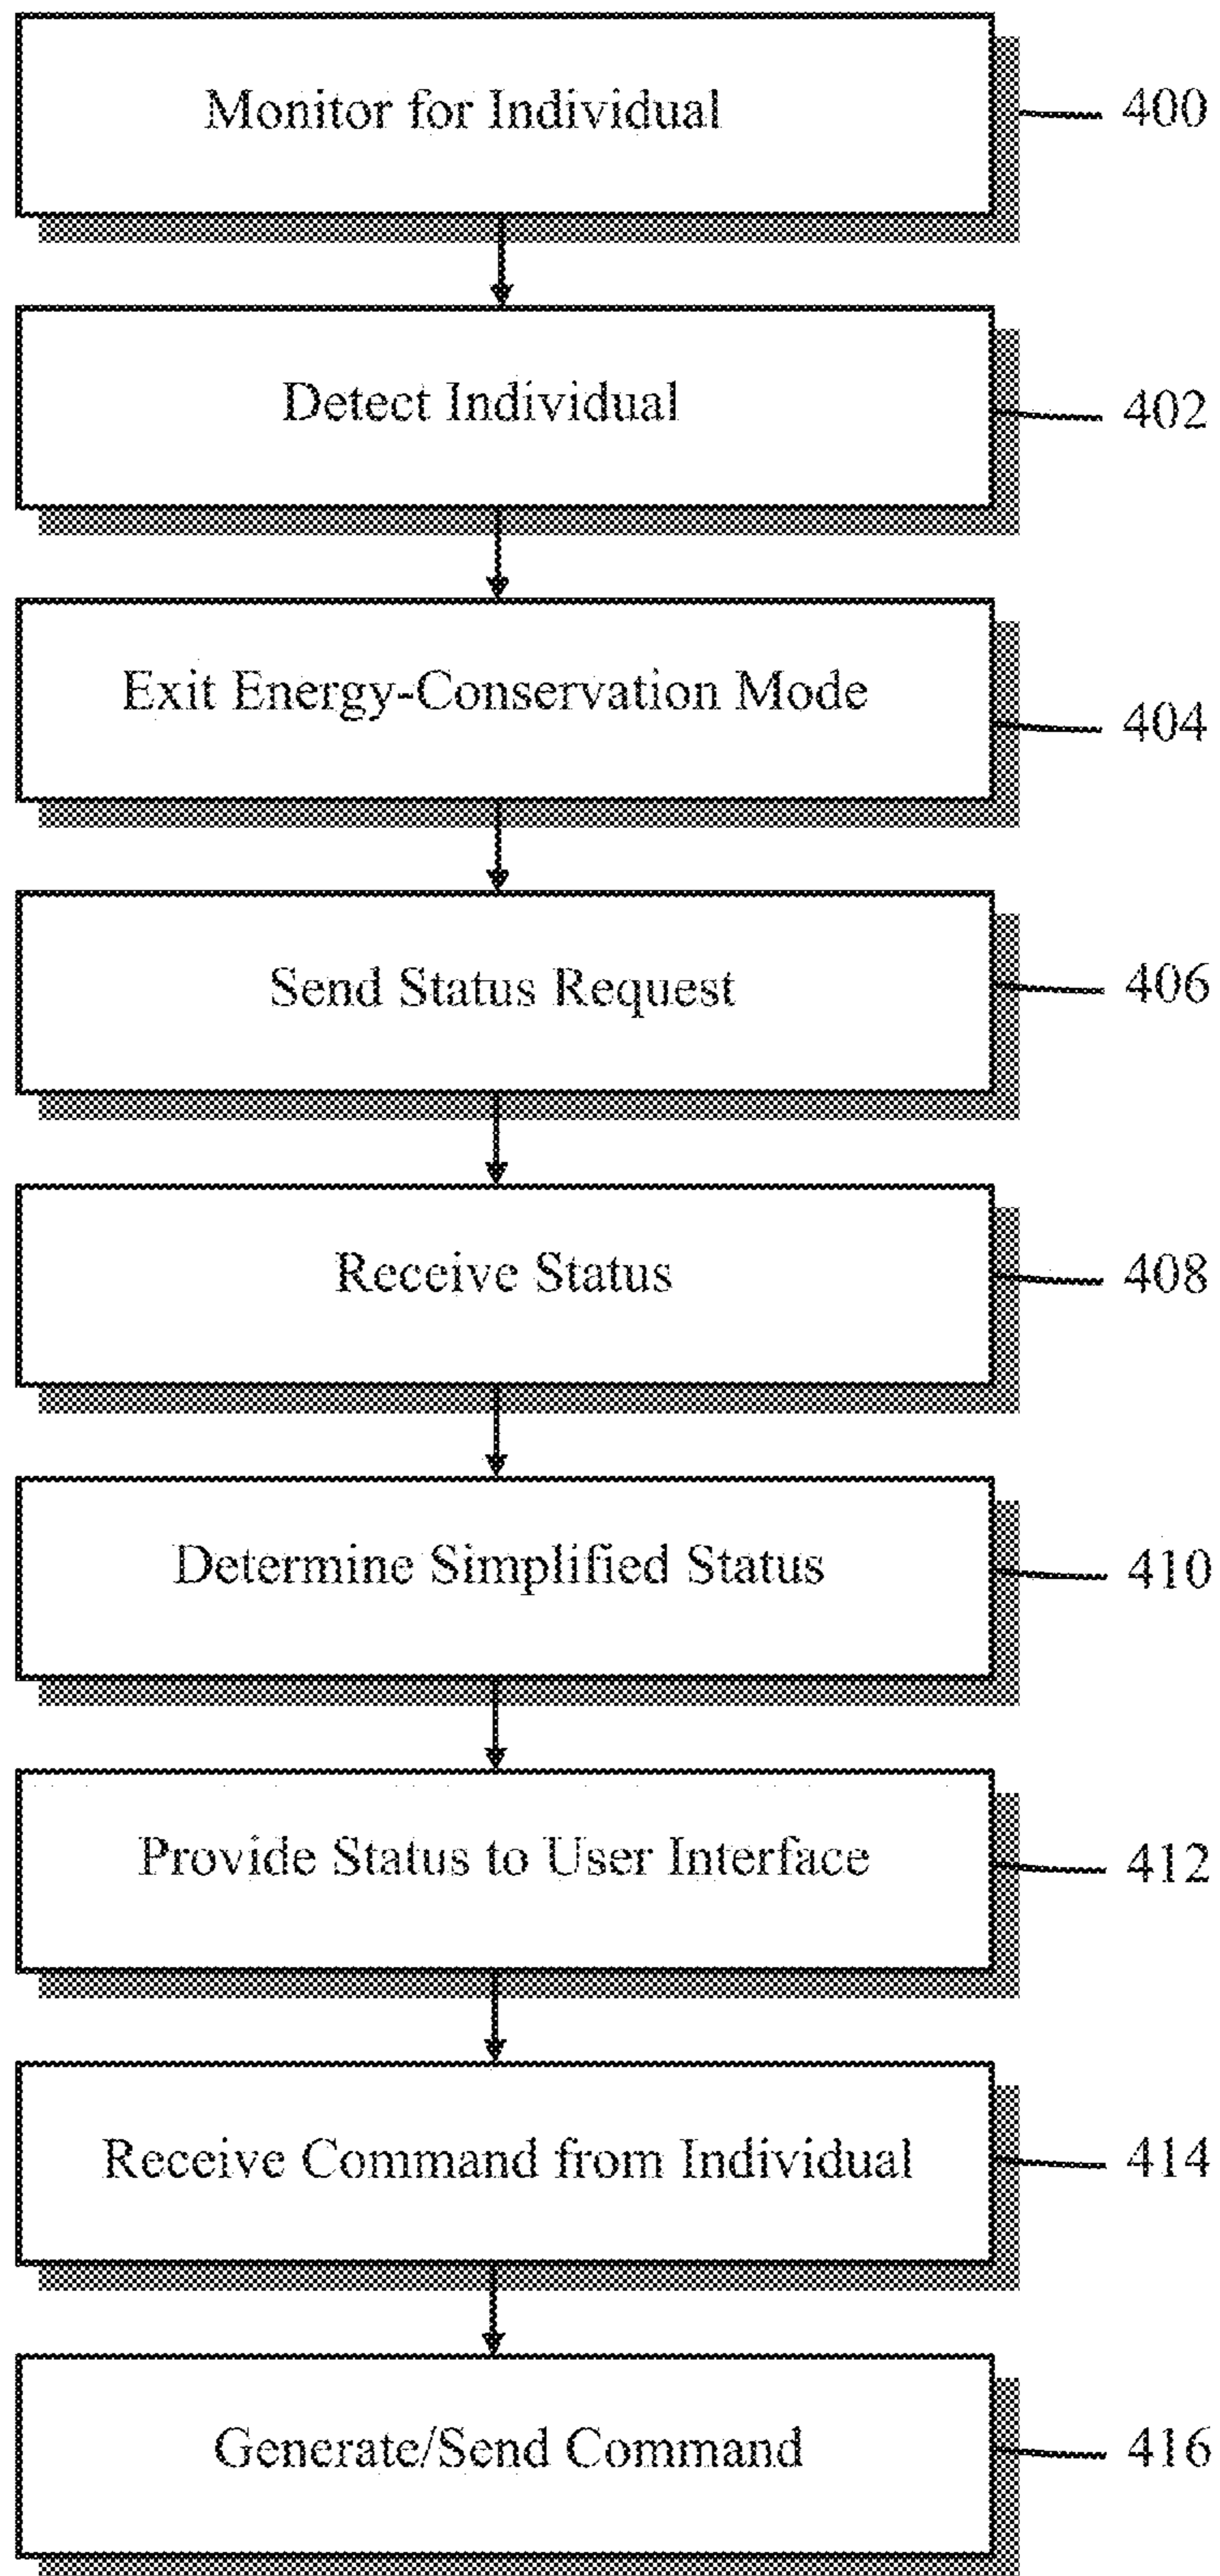 Monitor for Individual 400
Detect Individual 402
Exit Energy-Conservation Mode 404
Send Status Request 406
Receive Status 408
Determine Simplified Status 410
Provide Status to User Interface 412
Receive Command from Individual 414
Generate/Send Command 416